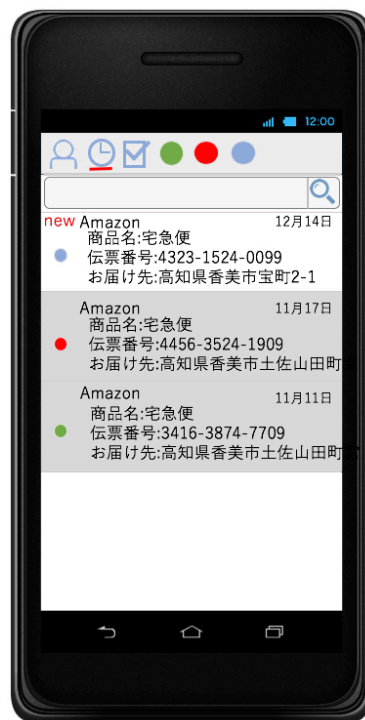 12:00
new Amazon 12月14日
商品名:宅急便
伝票番号:4323-1524-0099
お届け先:高知県香美市宝町2-1
Amazon 11月17日
商品名:宅急便
伝票番号:4456-3524-1909
お届け先:高知県香美市土佐山田町
Amazon 11月11日
商品名:宅急便
伝票番号:3416-3874-7709
お届け先:高知県香美市土佐山田町